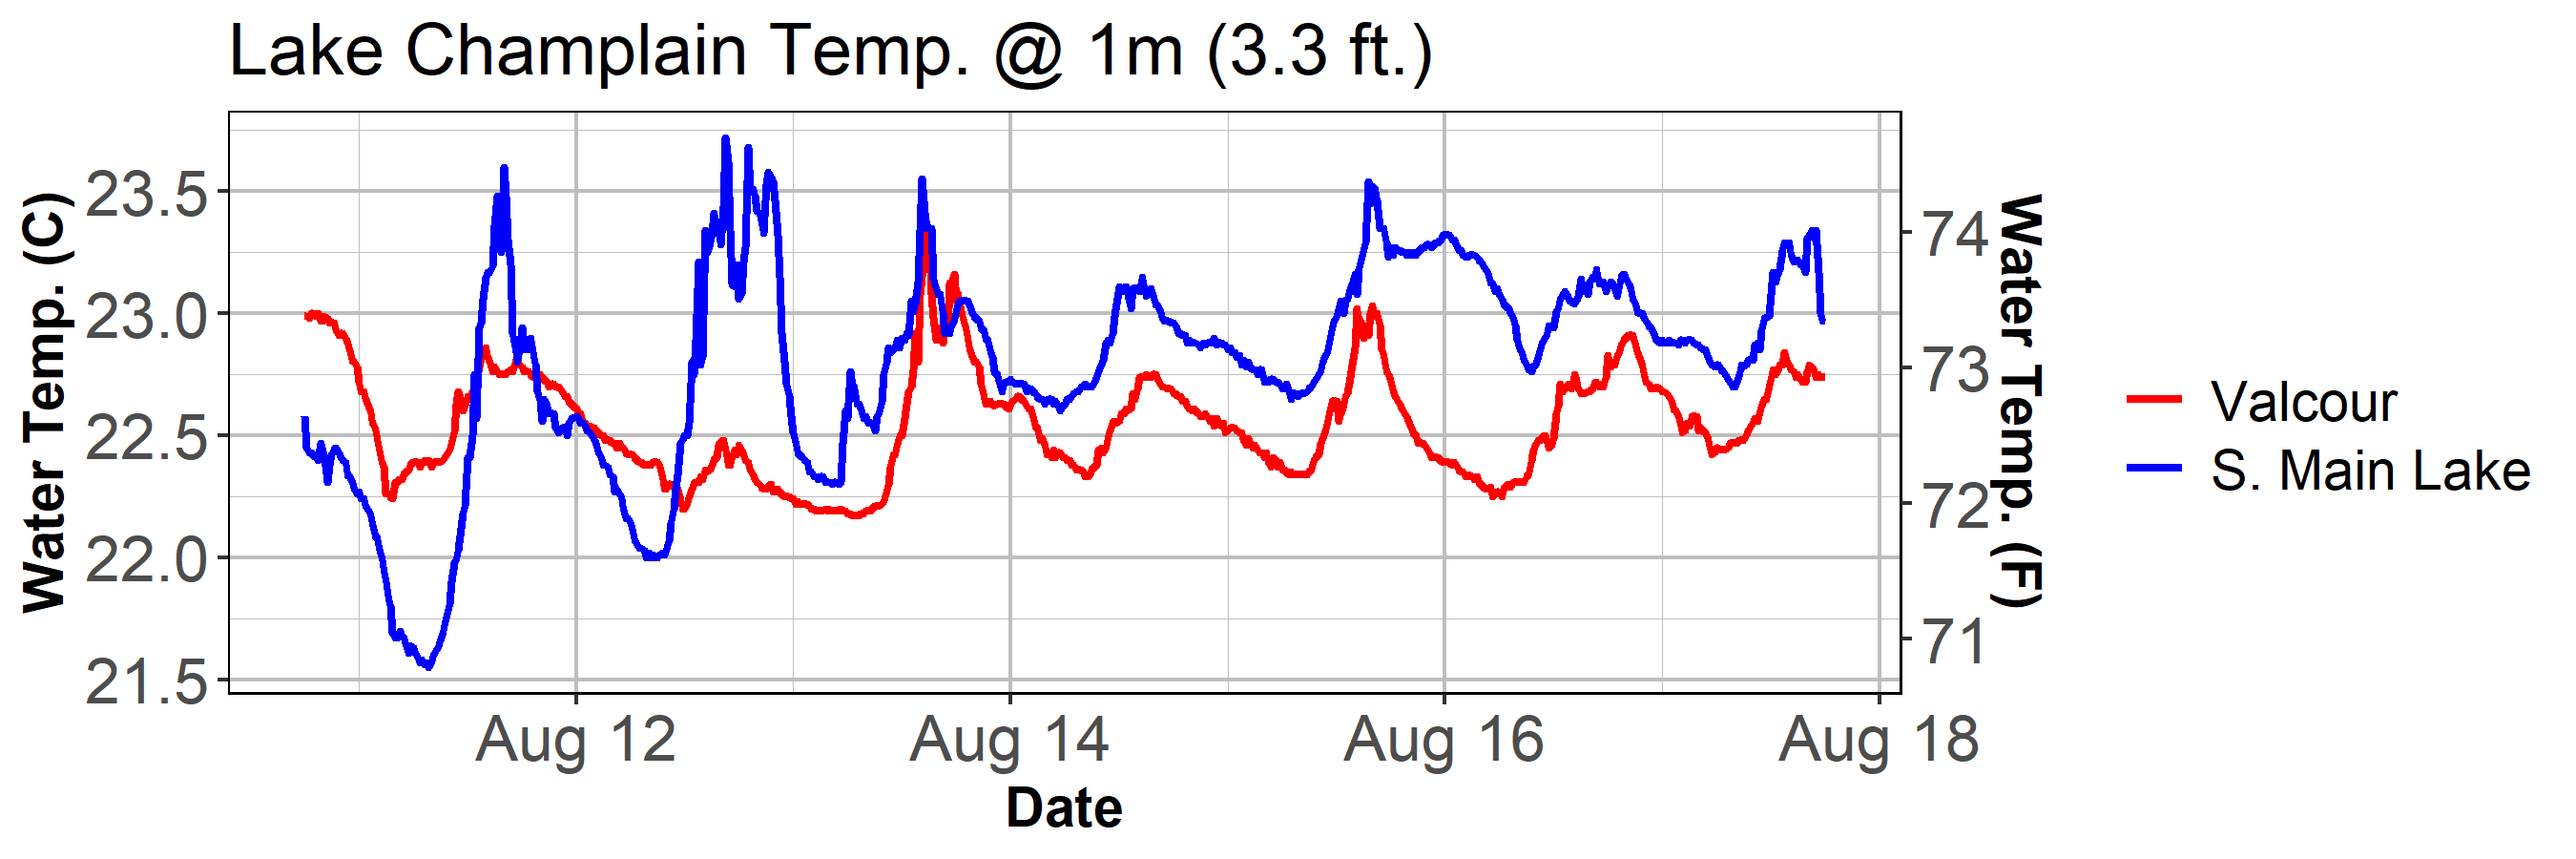 Lake Champlain Temp. @ 1m (3.3 ft.)
Water Temp. (C)
23.5
23.0
22.5
22.0
21.5
74
73
72
71
Water Temp. (F)
Aug 12 Aug 14 Aug 16 Aug 18
Date
Valcour
S. Main Lake